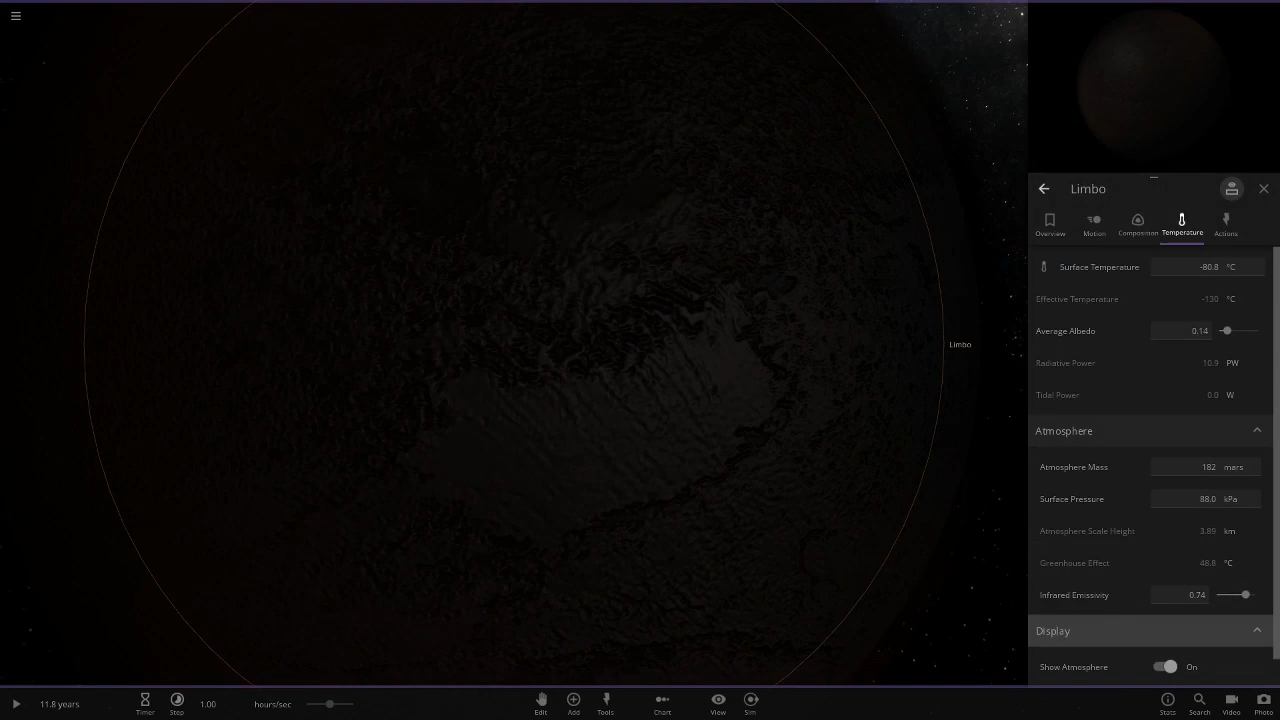 Limbo
Limbo
Overview
Motion
Composition
Temperature
Actions
Surface Temperature -80.8 °C
Effective Temperature -130 °C
Average Albedo 0.14
Radiative Power 10.9 PW
Tidal Power 0.0 W
Atmosphere
Atmosphere Mass 182 mars
Surface Pressure 88.0 kPa
Atmosphere Scale Height 3.89 km
Greenhouse Effect 48.8 °C
Infrared Emissivity 0.74
Display
Show Atmosphere On
11.8 years
Timer
Step
1.00 hours/sec
Edit
Add
Tools
Chart
View
Sim
Stats
Search
Video
Photo